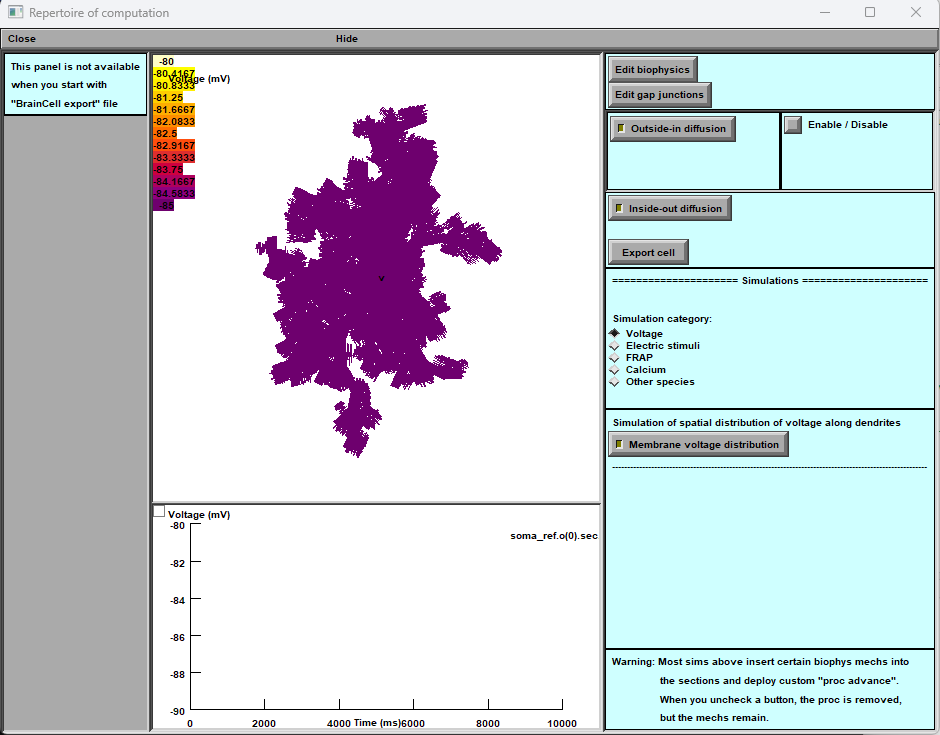 Repertoire of computation
Close
Hide
This panel is not available
when you start with
"BrainCell export" file
-80
-80.4167
Voltage (mV)
-80.8333
-81.25
-81.6667
-82.0833
-82.5
-82.9167
-83.3333
-83.75
-84.1667
-84.5833
-85
v
Voltage (mV)
-80
-82
-84
-86
-88
-90
soma_ref.o(0).sec
0
2000
4000
Time (ms)
6000
8000
10000
Edit biophysics
Edit gap junctions
Outside-in diffusion
Enable / Disable
Inside-out diffusion
Export cell
===================== Simulations =====================
Simulation category:
Voltage
Electric stimuli
FRAP
Calcium
Other species
Simulation of spatial distribution of voltage along dendrites
Membrane voltage distribution
Warning: Most sims above insert certain biophys mechs into
the sections and deploy custom "proc advance".
When you uncheck a button, the proc is removed,
but the mechs remain.